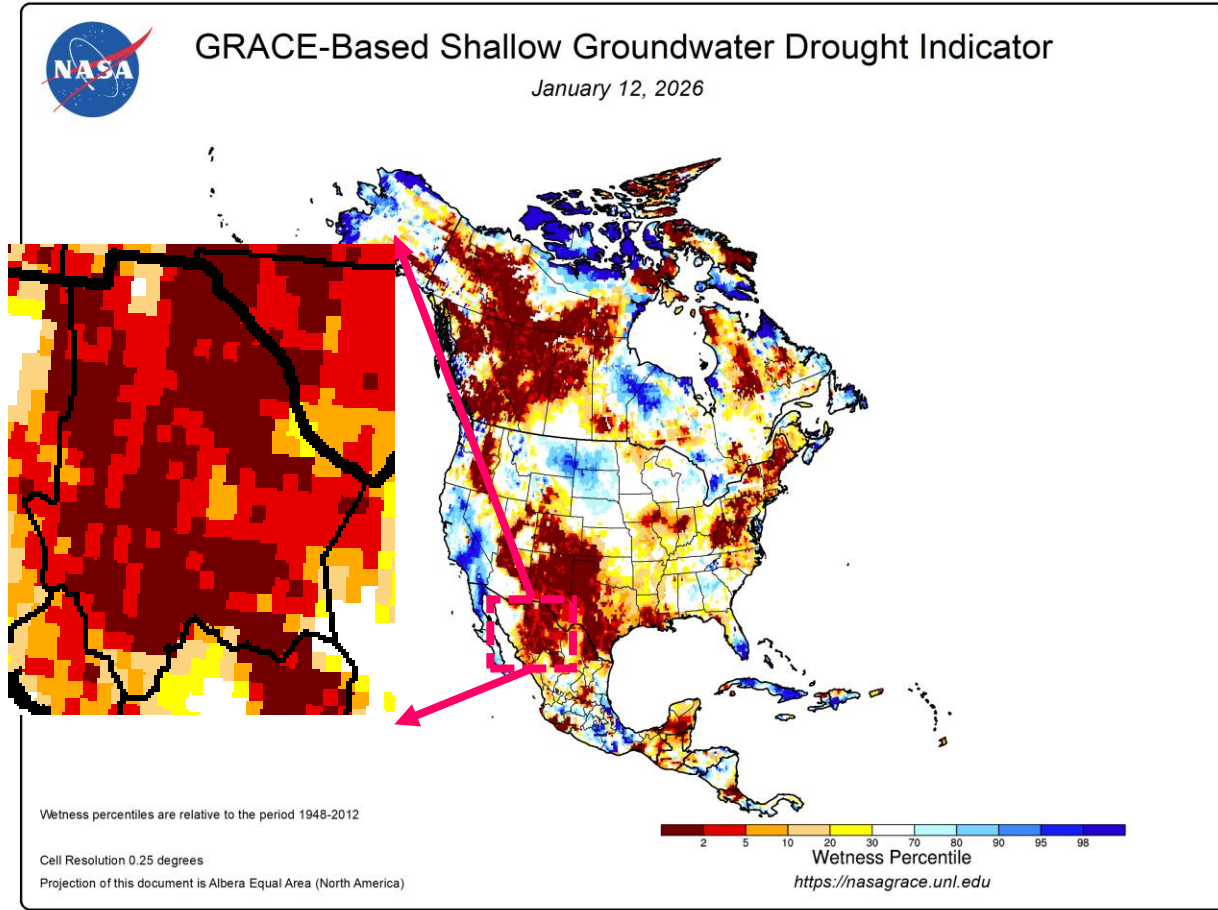 NASA
GRACE-Based Shallow Groundwater Drought Indicator
January 12, 2026
Wetness percentiles are relative to the period 1948-2012
Cell Resolution 0.25 degrees
Projection of this document is Albera Equal Area (North America)
2 5 10 20 30 70 80 90 95 98
Wetness Percentile
https://nasagrace.unl.edu